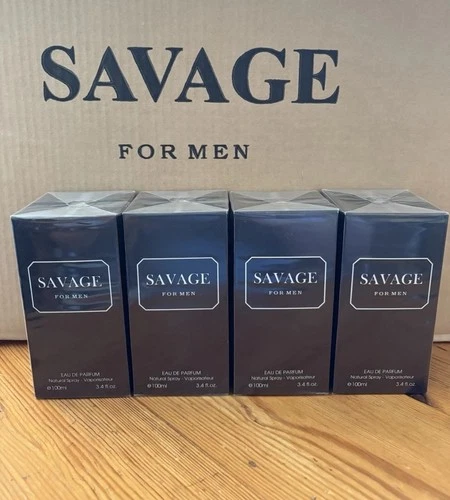 SAVAGE
FOR MEN
SAVAGE
FOR MEN
EAU DE PARFUM
Natural Spray - Vaporisateur
℮100ml 3.4 fl.oz
SAVAGE
FOR MEN
EAU DE PARFUM
Natural Spray - Vaporisateur
℮100ml 3.4 fl.oz
SAVAGE
FOR MEN
EAU DE PARFUM
Natural Spray - Vaporisateur
℮100ml 3.4 fl.oz
SAVAGE
FOR MEN
EAU DE PARFUM
Natural Spray - Vaporisateur
℮100ml 3.4 fl.oz